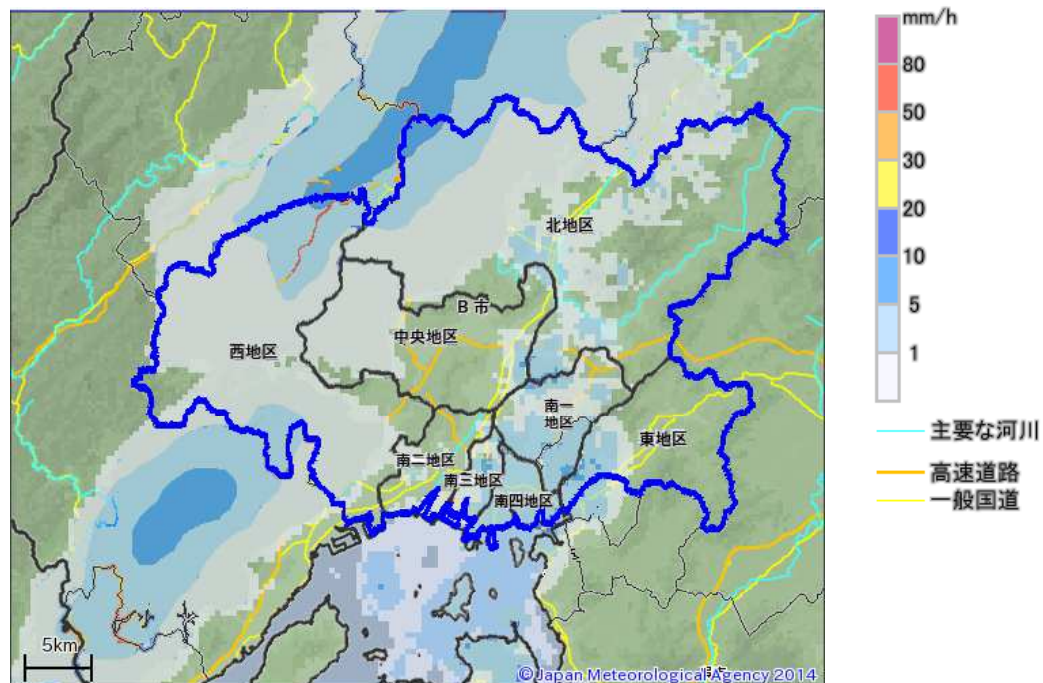 mm/h
80
50
30
20
10
5
1
主要な河川
高速道路
一般国道
北地区
B 市
中央地区
西地区
南一
地区
東地区
南二地区
南三地区
南四地区
5km
© Japan Meteorological Agency 2014